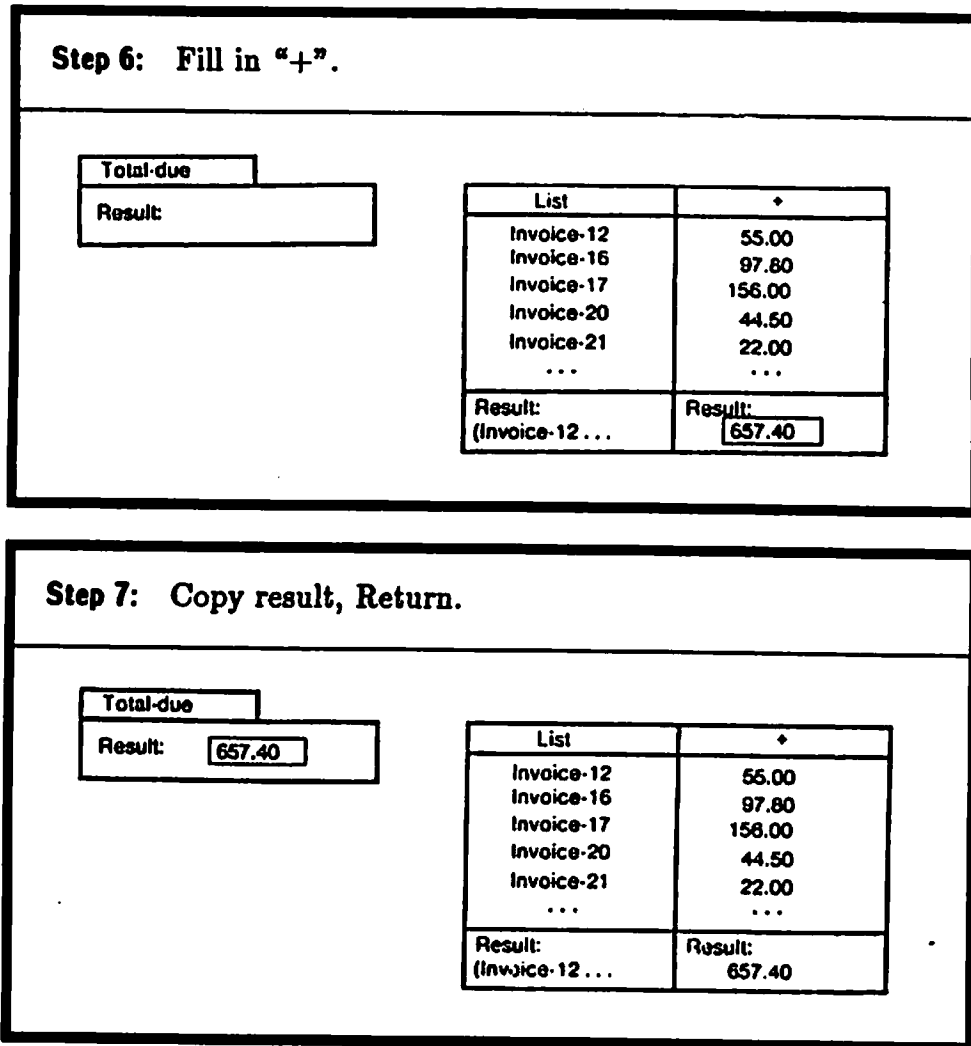 Step 6: Fill in “+”.
Total-due
Result:
List +
Invoice-12 55.00
Invoice-16 97.80
Invoice-17 156.00
Invoice-20 44.50
Invoice-21 22.00
... ...
Result: Result:
(Invoice-12... 657.40
Step 7: Copy result, Return.
Total-due
Result: 657.40
List +
Invoice-12 55.00
Invoice-16 97.80
Invoice-17 156.00
Invoice-20 44.50
Invoice-21 22.00
... ...
Result: Result:
(Invoice-12... 657.40